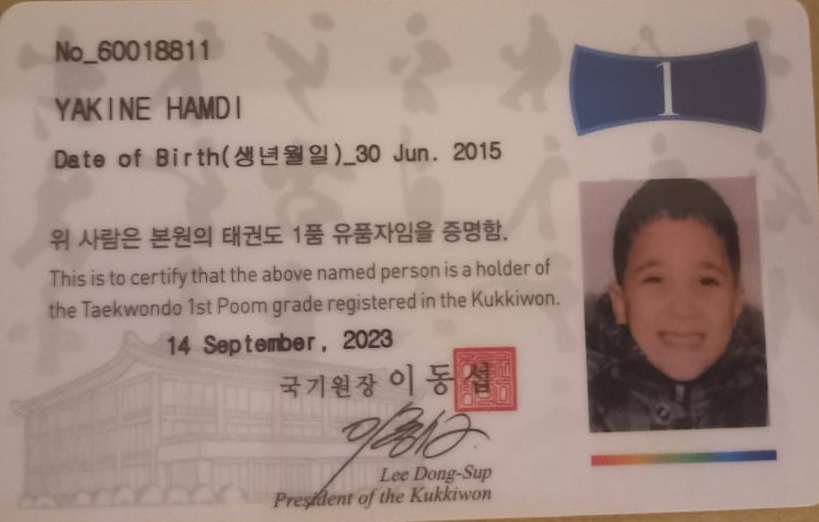 No_60018811
1
YAKINE HAMDI
Date of Birth(생년월일)_30 Jun. 2015
위 사람은 본원의 태권도 1품 유품자임을 증명함.
This is to certify that the above named person is a holder of
the Taekwondo 1st Poom grade registered in the Kukkiwon.
14 September, 2023
국기원장 이동섭
Lee Dong-Sup
President of the Kukkiwon